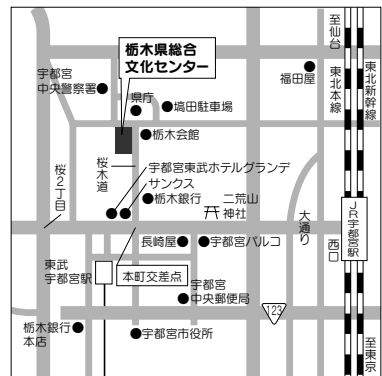 至仙台
東北新幹線
東北本線
栃木県総合
文化センター
福田屋
宇都宮
中央警察署
県庁
塙田駐車場
栃木会館
桜木道
桜2丁目
宇都宮東武ホテルグランデ
サンクス
栃木銀行
二荒山
神社
大通り
JR宇都宮駅
西口
長崎屋
宇都宮パルコ
東武
宇都宮駅
本町交差点
宇都宮
中央郵便局
123
栃木銀行
本店
宇都宮市役所
至東京